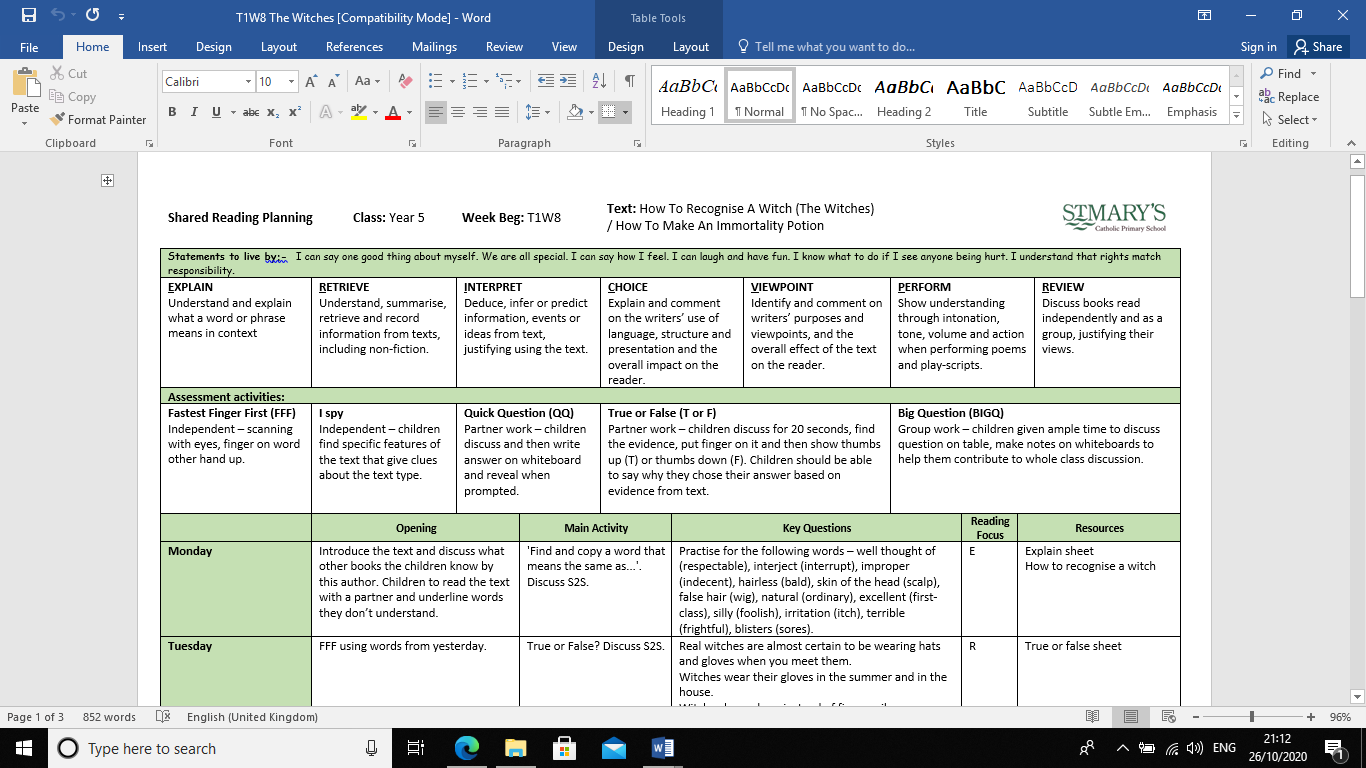 T1W8 The Witches [Compatibility Mode] - Word
Table Tools
File
Home
Insert
Design
Layout
References
Mailings
Review
View
Design
Layout
Tell me what you want to do...
Sign in
Share
Paste
Cut
Copy
Format Painter
Clipboard
Calibri
10
Font
Paragraph
AaBbCc Heading 1
AaBbCcDc ¶ Normal
AaBbCcDc ¶ No Spac...
AaBbC Heading 2
AaBbC Title
AaBbCcD Subtitle
AaBbCcDc Subtle Em...
AaBbCcDc Emphasis
Styles
Find
Replace
Select
Editing
Shared Reading Planning
Class: Year 5
Week Beg: T1W8
Text: How To Recognise A Witch (The Witches)
/ How To Make An Immortality Potion
ST MARY'S
Catholic Primary School
Statements to live by:- I can say one good thing about myself. We are all special. I can say how I feel. I can laugh and have fun. I know what to do if I see anyone being hurt. I understand that rights match
responsibility.
EXPLAIN
Understand and explain
what a word or phrase
means in context
RETRIEVE
Understand, summarise,
retrieve and record
information from texts,
including non-fiction.
INTERPRET
Deduce, infer or predict
information, events or
ideas from text,
justifying using the text.
CHOICE
Explain and comment
on the writers' use of
language, structure and
presentation and the
overall impact on the
reader.
VIEWPOINT
Identify and comment on
writers' purposes and
viewpoints, and the
overall effect of the text
on the reader.
PERFORM
Show understanding
through intonation,
tone, volume and action
when performing poems
and play-scripts.
REVIEW
Discuss books read
independently and as a
group, justifying their
views.
Assessment activities:
Fastest Finger First (FFF)
Independent – scanning
with eyes, finger on word
other hand up.
I spy
Independent – children
find specific features of
the text that give clues
about the text type.
Quick Question (QQ)
Partner work – children
discuss and then write
answer on whiteboard
and reveal when
prompted.
True or False (T or F)
Partner work – children discuss for 20 seconds, find
the evidence, put finger on it and then show thumbs
up (T) or thumbs down (F). Children should be able
to say why they chose their answer based on
evidence from text.
Big Question (BIGQ)
Group work – children given ample time to discuss
question on table, make notes on whiteboards to
help them contribute to whole class discussion.
Opening
Main Activity
Key Questions
Reading
Focus
Resources
Monday
Introduce the text and discuss what
other books the children know by
this author. Children to read the text
with a partner and underline words
they don't understand.
'Find and copy a word that
means the same as...'.
Discuss S2S.
Practise for the following words – well thought of
(respectable), interject (interrupt), improper
(indecent), hairless (bald), skin of the head (scalp),
false hair (wig), natural (ordinary), excellent (first-
class), silly (foolish), irritation (itch), terrible
(frightful), blisters (sores).
E
Explain sheet
How to recognise a witch
Tuesday
FFF using words from yesterday.
True or False? Discuss S2S.
Real witches are almost certain to be wearing hats
and gloves when you meet them.
Witches wear their gloves in the summer and in the
house.
R
True or false sheet
Page 1 of 3
852 words
English (United Kingdom)
96%
Type here to search
ENG
21:12
26/10/2020
1